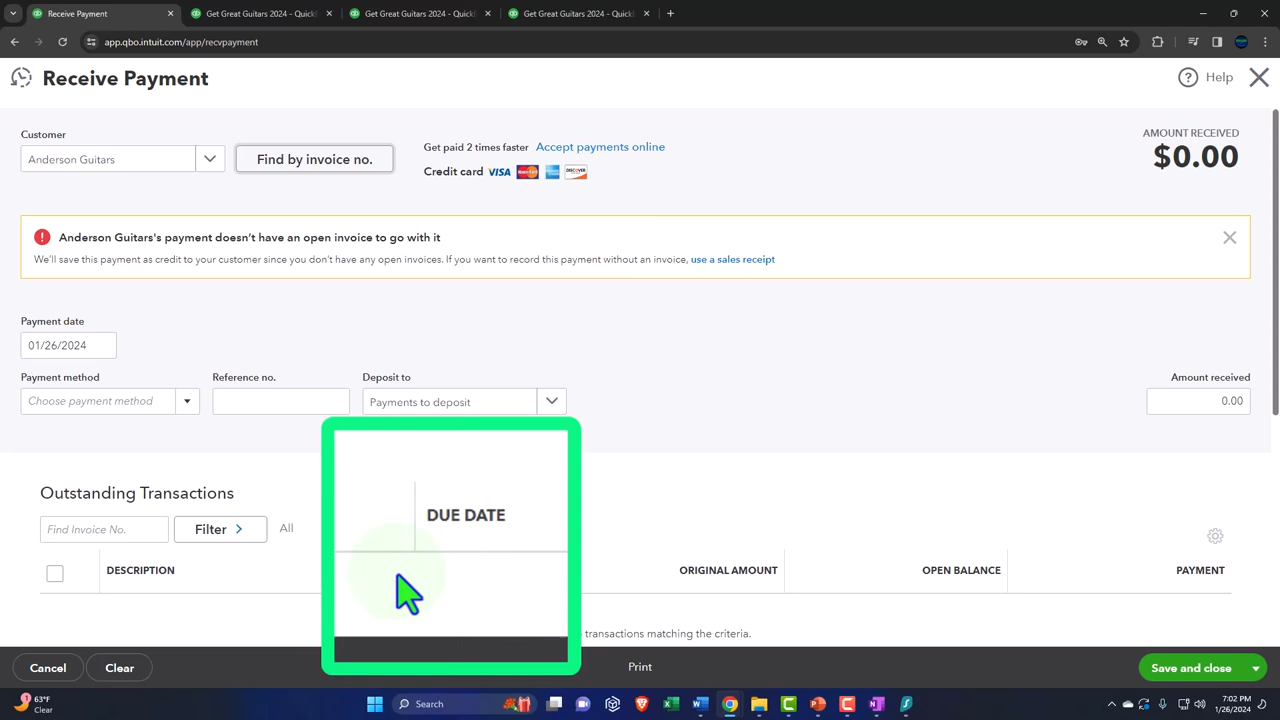 Receive Payment
Get Great Guitars 2024 - QuickB
Get Great Guitars 2024 - QuickB
Get Great Guitars 2024 - QuickB
app.qbo.intuit.com/app/recvpayment
Receive Payment
Help
Customer
Anderson Guitars
Find by invoice no.
Get paid 2 times faster Accept payments online
Credit card VISA
DISCOVER
AMOUNT RECEIVED
$0.00
Anderson Guitars's payment doesn't have an open invoice to go with it
We'll save this payment as credit to your customer since you don't have any open invoices. If you want to record this payment without an invoice, use a sales receipt
Payment date
01/26/2024
Payment method
Reference no.
Deposit to
Amount received
Choose payment method
Payments to deposit
0.00
Outstanding Transactions
Find Invoice No.
Filter
All
DUE DATE
DESCRIPTION
ORIGINAL AMOUNT
OPEN BALANCE
PAYMENT
transactions matching the criteria.
Cancel
Clear
Print
Save and close
63°F
Clear
Search
7:02 PM
1/26/2024